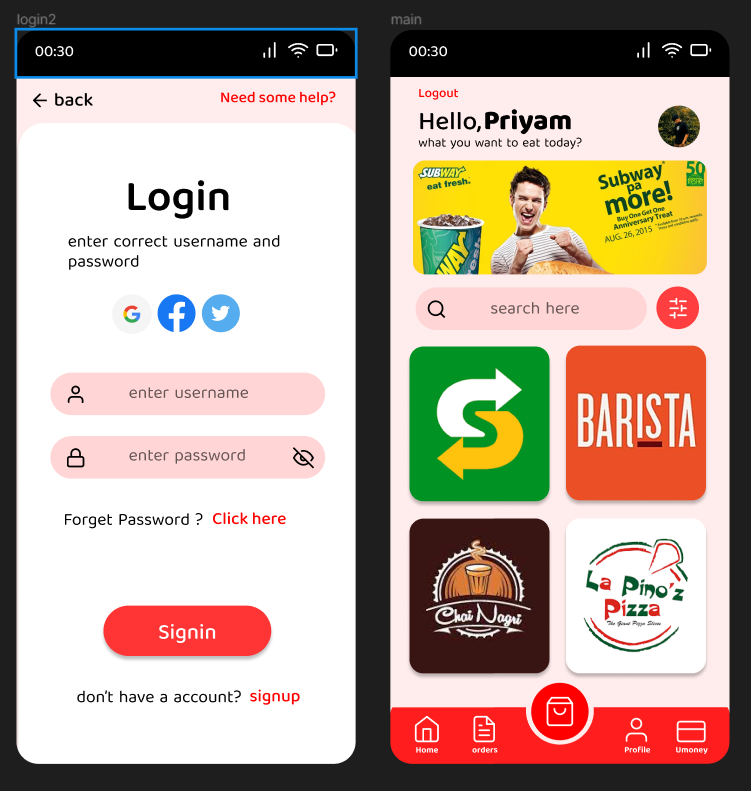 login2
00:30
back
Need some help?
Login
enter correct username and
password
enter username
enter password
Forget Password ? Click here
Signin
don't have a account? signup
main
00:30
Logout
Hello,Priyam
what you want to eat today?
SUBWAY
eat fresh.
SUBWAY
pa
more!
Buy One Get One
Anniversary Treat
AUG. 26, 2015
50
WAY
search here
BARISTA
Chai Nagri
La Pino'z
Pizza
The Giant Pizza Slices
Home
orders
Profile
Umoney